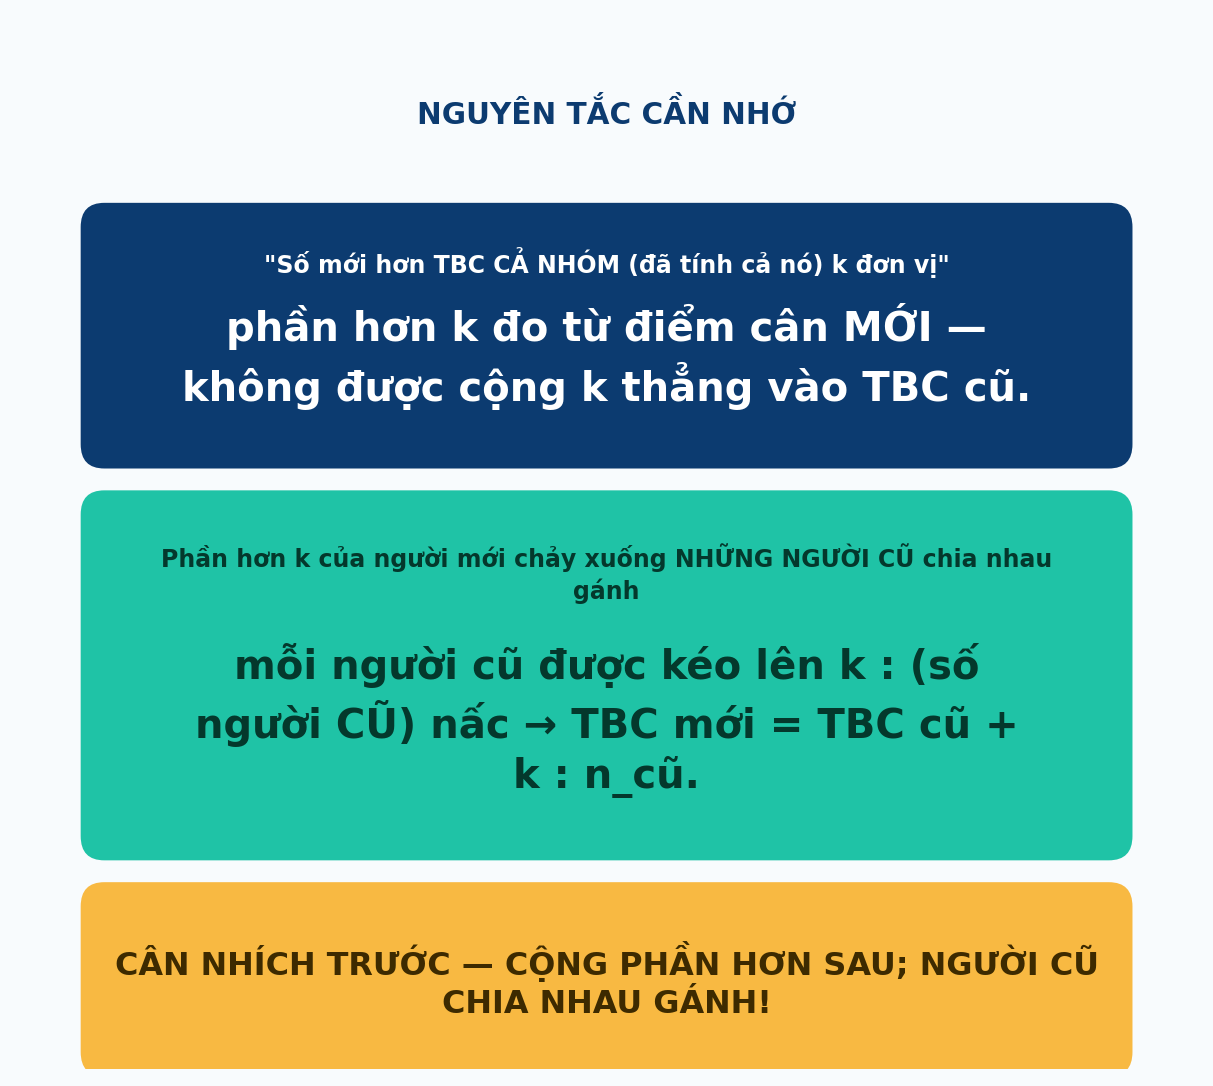 NGUYÊN TẮC CẦN NHỚ
"Số mới hơn TBC CẢ NHÓM (đã tính cả nó) k đơn vị"
phần hơn k đo từ điểm cân MỚI —
không được cộng k thẳng vào TBC cũ.
Phần hơn k của người mới chảy xuống NHỮNG NGƯỜI CŨ chia nhau
gánh
mỗi người cũ được kéo lên k : (số
người CŨ) nấc → TBC mới = TBC cũ +
k : n_cũ.
CÂN NHÍCH TRƯỚC — CỘNG PHẦN HƠN SAU; NGƯỜI CŨ
CHIA NHAU GÁNH!